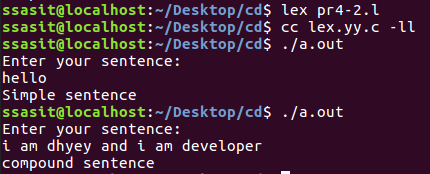 ssasit@localhost:~/Desktop/cd$ lex pr4-2.l
ssasit@localhost:~/Desktop/cd$ cc lex.yy.c -ll
ssasit@localhost:~/Desktop/cd$ ./a.out
Enter your sentence:
hello
Simple sentence
ssasit@localhost:~/Desktop/cd$ ./a.out
Enter your sentence:
i am dhyey and i am developer
compound sentence